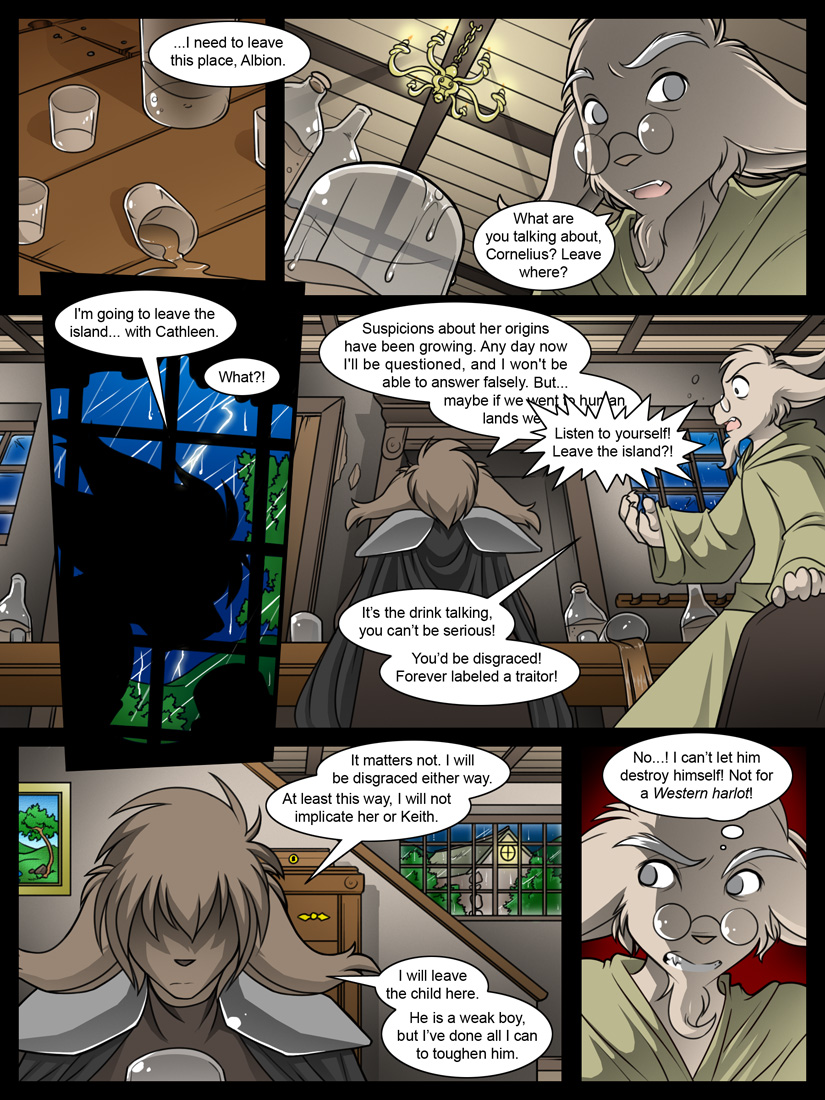 ...I need to leave
this place, Albion.
What are
you talking about,
Cornelius? Leave
where?
I'm going to leave the
island... with Cathleen.
What?!
Suspicions about her origins
have been growing. Any day now
I'll be questioned, and I won't be
able to answer falsely. But...
maybe if we went to human
lands we
Listen to yourself!
Leave the island?!
It's the drink talking,
you can't be serious!
You'd be disgraced!
Forever labeled a traitor!
It matters not. I will
be disgraced either way.
At least this way, I will not
implicate her or Keith.
I will leave
the child here.
He is a weak boy,
but I've done all I can
to toughen him.
No...! I can't let him
destroy himself! Not for
a Western harlot!